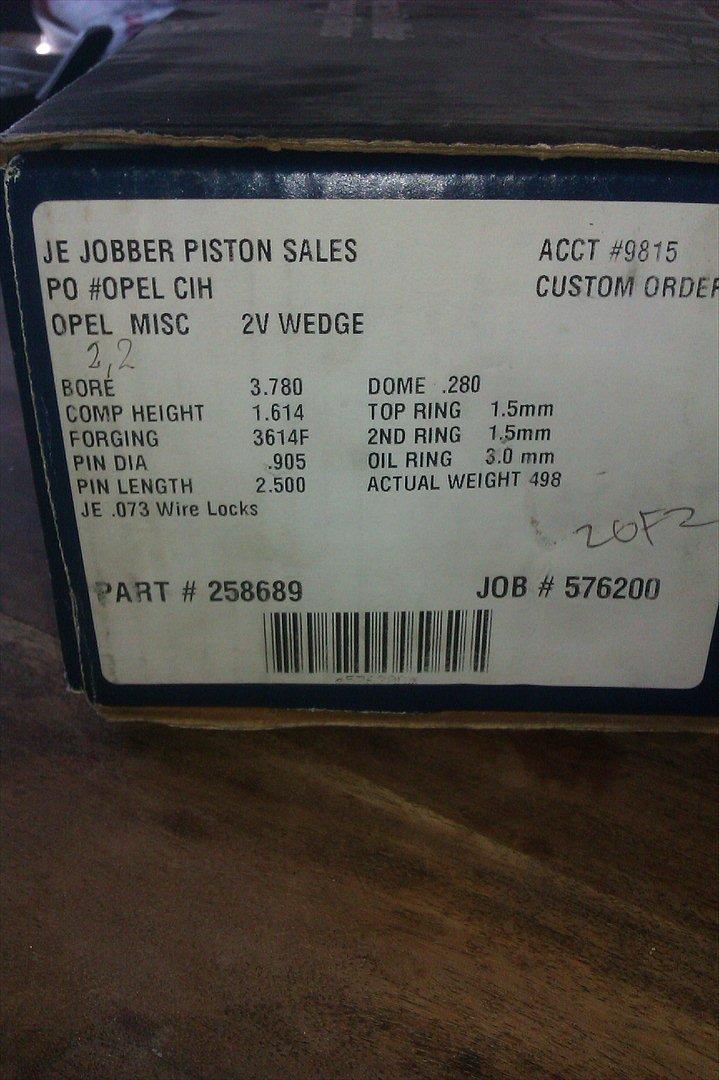 JE JOBBER PISTON SALES ACCT #9815
PO #OPEL CIH CUSTOM ORDER
OPEL MISC 2V WEDGE
2,2
BORE 3.780 DOME .280
COMP HEIGHT 1.614 TOP RING 1.5mm
FORGING 3614F 2ND RING 1.5mm
PIN DIA .905 OIL RING 3.0 mm
PIN LENGTH 2.500 ACTUAL WEIGHT 498
JE .073 Wire Locks
2OF2
PART # 258689 JOB # 576200